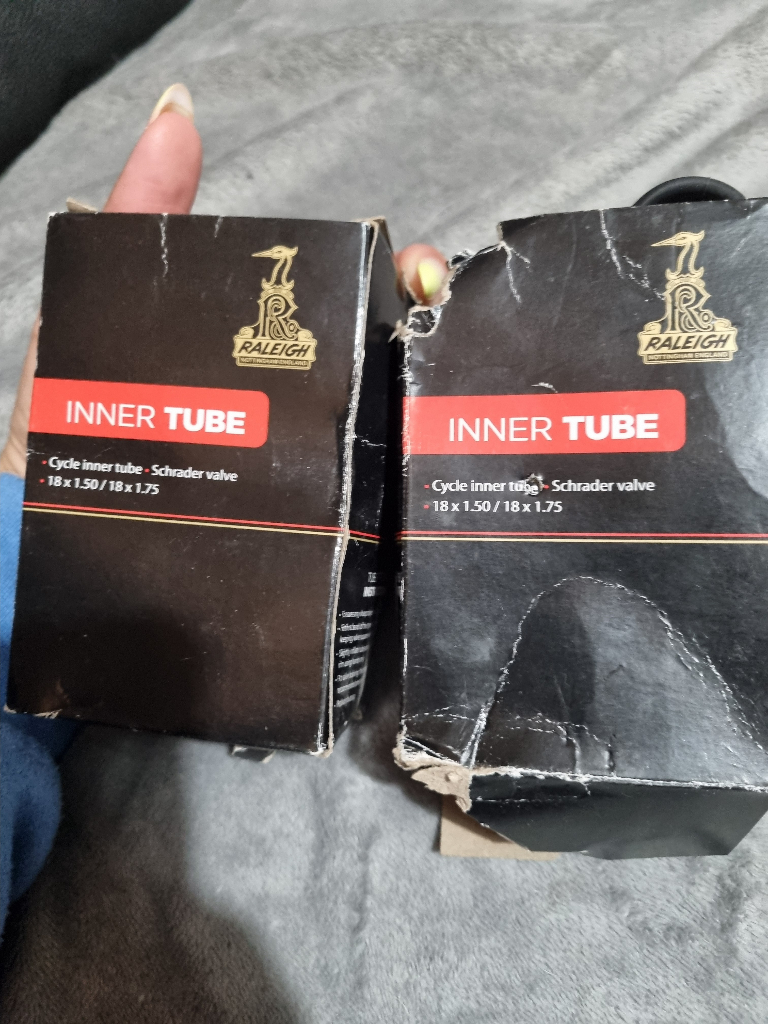 R
RALEIGH
NOTTINGHAM ENGLAND
INNER TUBE
• Cycle inner tube • Schrader valve
• 18 x 1.50 / 18 x 1.75
R
RALEIGH
NOTTINGHAM ENGLAND
INNER TUBE
• Cycle inner tube • Schrader valve
• 18 x 1.50 / 18 x 1.75